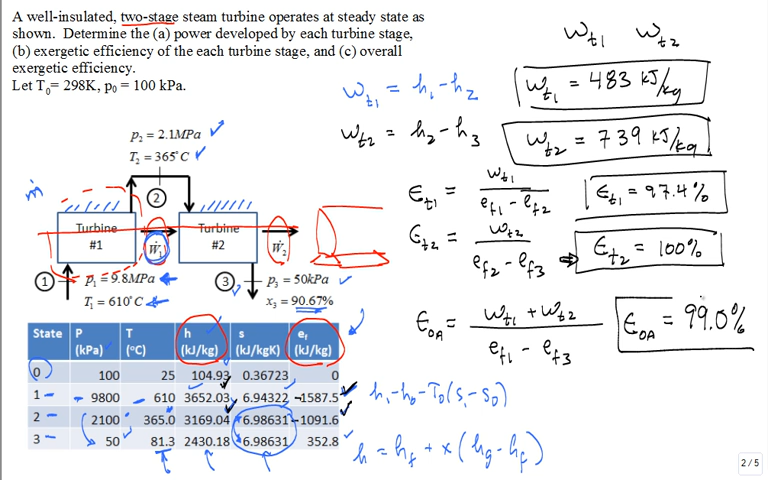 A well-insulated, two-stage steam turbine operates at steady state as
shown. Determine the (a) power developed by each turbine stage,
(b) exergetic efficiency of the each turbine stage, and (c) overall
exergetic efficiency.
Let T₀= 298K, p₀ = 100 kPa.
Wt1 Wt2
Wt1 = h1-h2
Wt1 = 483 kJ/kg
Wt2 = h2-h3
Wt2 = 739 kJ/kg
p₂ = 2.1MPa
T₂ = 365°C
ṁ
2
Turbine
#1
Ẇ₁
Turbine
#2
Ẇ₂
1
p₁ = 9.8MPa
T₁ = 610°C
3
p₃ = 50kPa
x₃ = 90.67%
Єt1 = Wt1 / (ef1 - ef2)
Єt1 = 97.4%
Єt2 = Wt2 / (ef2 - ef3) ⇒ Єt2 = 100%
ЄOA = (Wt1 + Wt2) / (ef1 - ef3)
ЄOA = 99.0%
State P (kPa) T (°C) h (kJ/kg) s (kJ/kgK) ef (kJ/kg)
0 100 25 104.93 0.36723 0
1 9800 610 3652.03 6.94322 1587.5
2 2100 365.0 3169.04 6.98631 1091.6
3 50 81.3 2430.18 6.98631 352.8
h1-h0-T0(s1-s0)
h = hf + x(hg-hf)
2/5